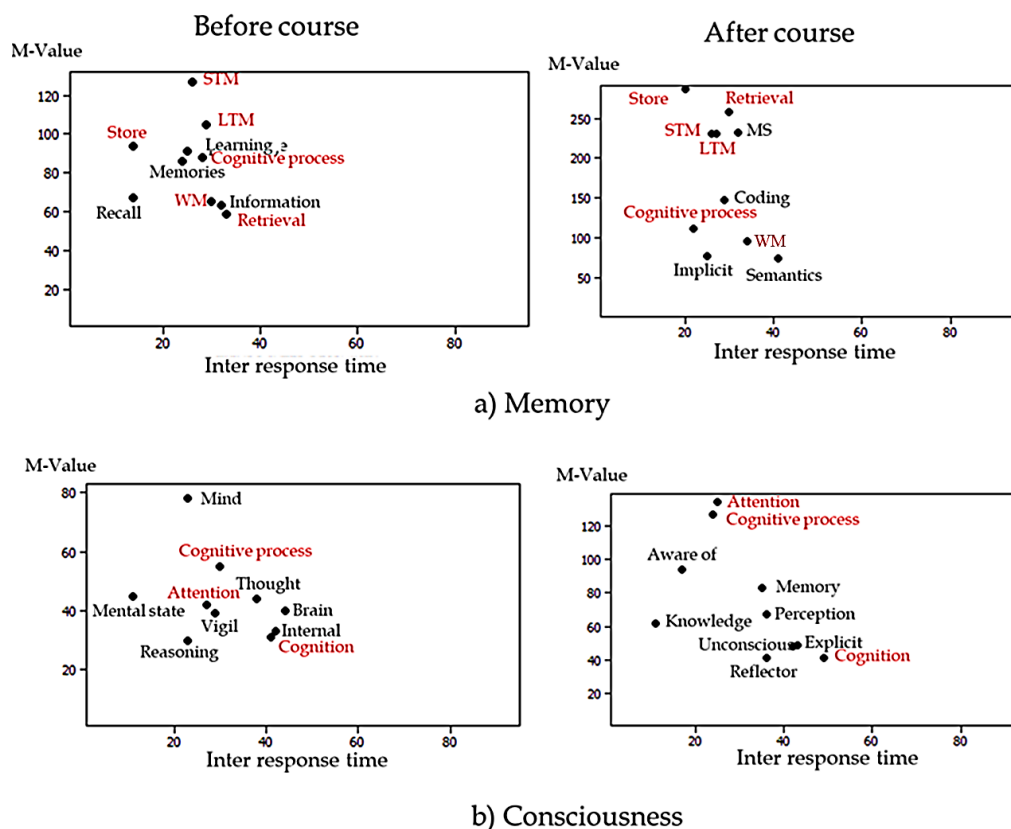 Before course
M-Value
STM
120
LTM
100
Store
Learning
Cognitive process
80
Memories
WM
Information
60
Recall
Retrieval
40
20
20 40 60 80
Inter response time
After course
M-Value
Store
Retrieval
250
STM
MS
LTM
200
150
Coding
Cognitive process
100
WM
Implicit
Semantics
50
20 40 60 80
Inter response time
a) Memory
M-Value
80
Mind
60
Cognitive process
Thought
Attention
Mental state
40
Brain
Vigil
Internal
Reasoning
Cognition
20
20 40 60 80
Inter response time
M-Value
Attention
Cognitive process
120
100
Aware of
80
Memory
Perception
60
Knowledge
Unconscious
Explicit
40
Cognition
Reflector
20
20 40 60 80
Inter response time
b) Consciousness